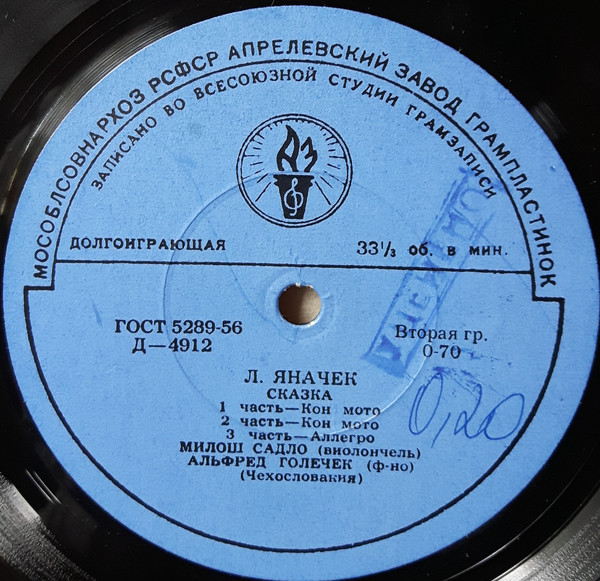 МОСОБЛСОВНАРХОЗ РСФСР АПРЕЛЕВСКИЙ ЗАВОД ГРАМПЛАСТИНОК
ЗАПИСАНО ВО ВСЕСОЮЗНОЙ СТУДИИ ГРАМЗАПИСИ
АЗ
ДОЛГОИГРАЮЩАЯ 33⅓ об. в мин.
ГОСТ 5289-56 Вторая гр.
Д—4912 0-70
Л. ЯНАЧЕК
СКАЗКА
1 часть—Кон мото
2 часть—Кон мото
3 часть—Аллегро
МИЛОШ САДЛО (виолончель)
АЛЬФРЕД ГОЛЕЧЕК (ф-но)
(Чехословакия)
0,20